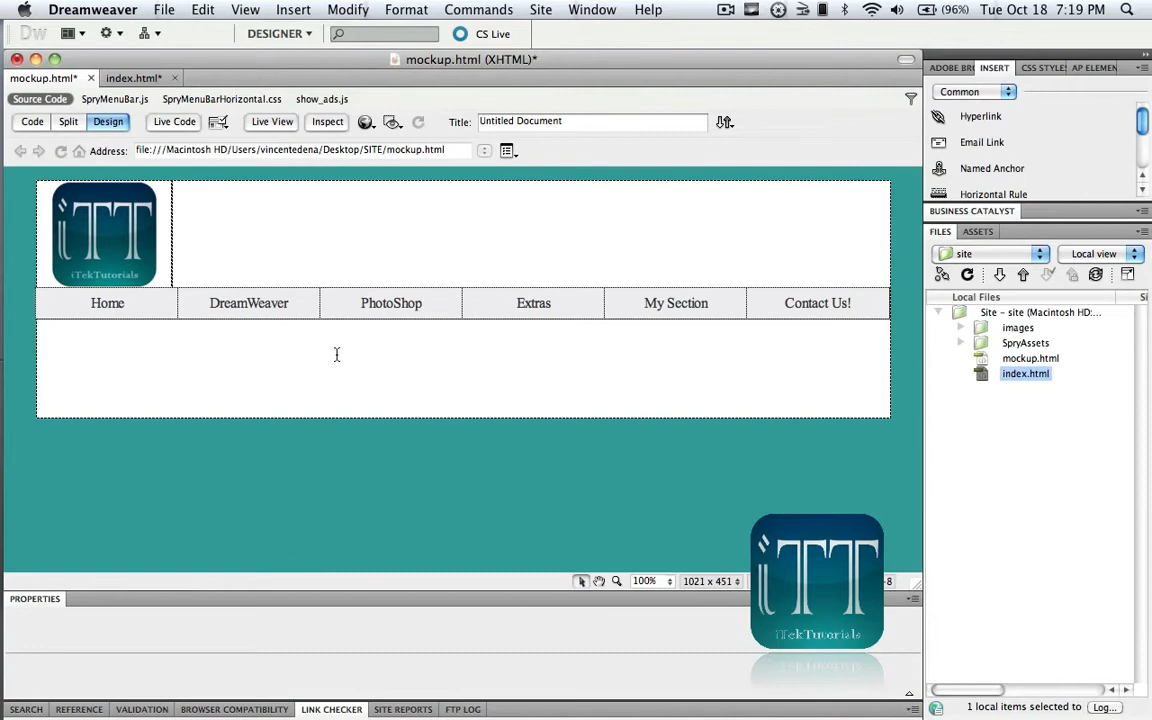 Dreamweaver File Edit View Insert Modify Format Commands Site Window Help (96%) Tue Oct 18 7:19 PM
Dw DESIGNER CS Live
mockup.html (XHTML)*
mockup.html* index.html*
Source Code SpryMenuBar.js SpryMenuBarHorizontal.css show_ads.js
Code Split Design Live Code Live View Inspect Title: Untitled Document
Address: file:///Macintosh HD/Users/vincentedena/Desktop/SITE/mockup.html
iTT
iTekTutorials
Home DreamWeaver PhotoShop Extras My Section Contact Us!
100% 1021 x 451 -8
PROPERTIES
iTT
iTekTutorials
SEARCH REFERENCE VALIDATION BROWSER COMPATIBILITY LINK CHECKER SITE REPORTS FTP LOG
ADOBE BR INSERT CSS STYLES AP ELEMEN
Common
Hyperlink
Email Link
Named Anchor
Horizontal Rule
BUSINESS CATALYST
FILES ASSETS
site Local view
Local Files Si
Site - site (Macintosh HD:...
images
SpryAssets
mockup.html
index.html
1 local items selected to Log...